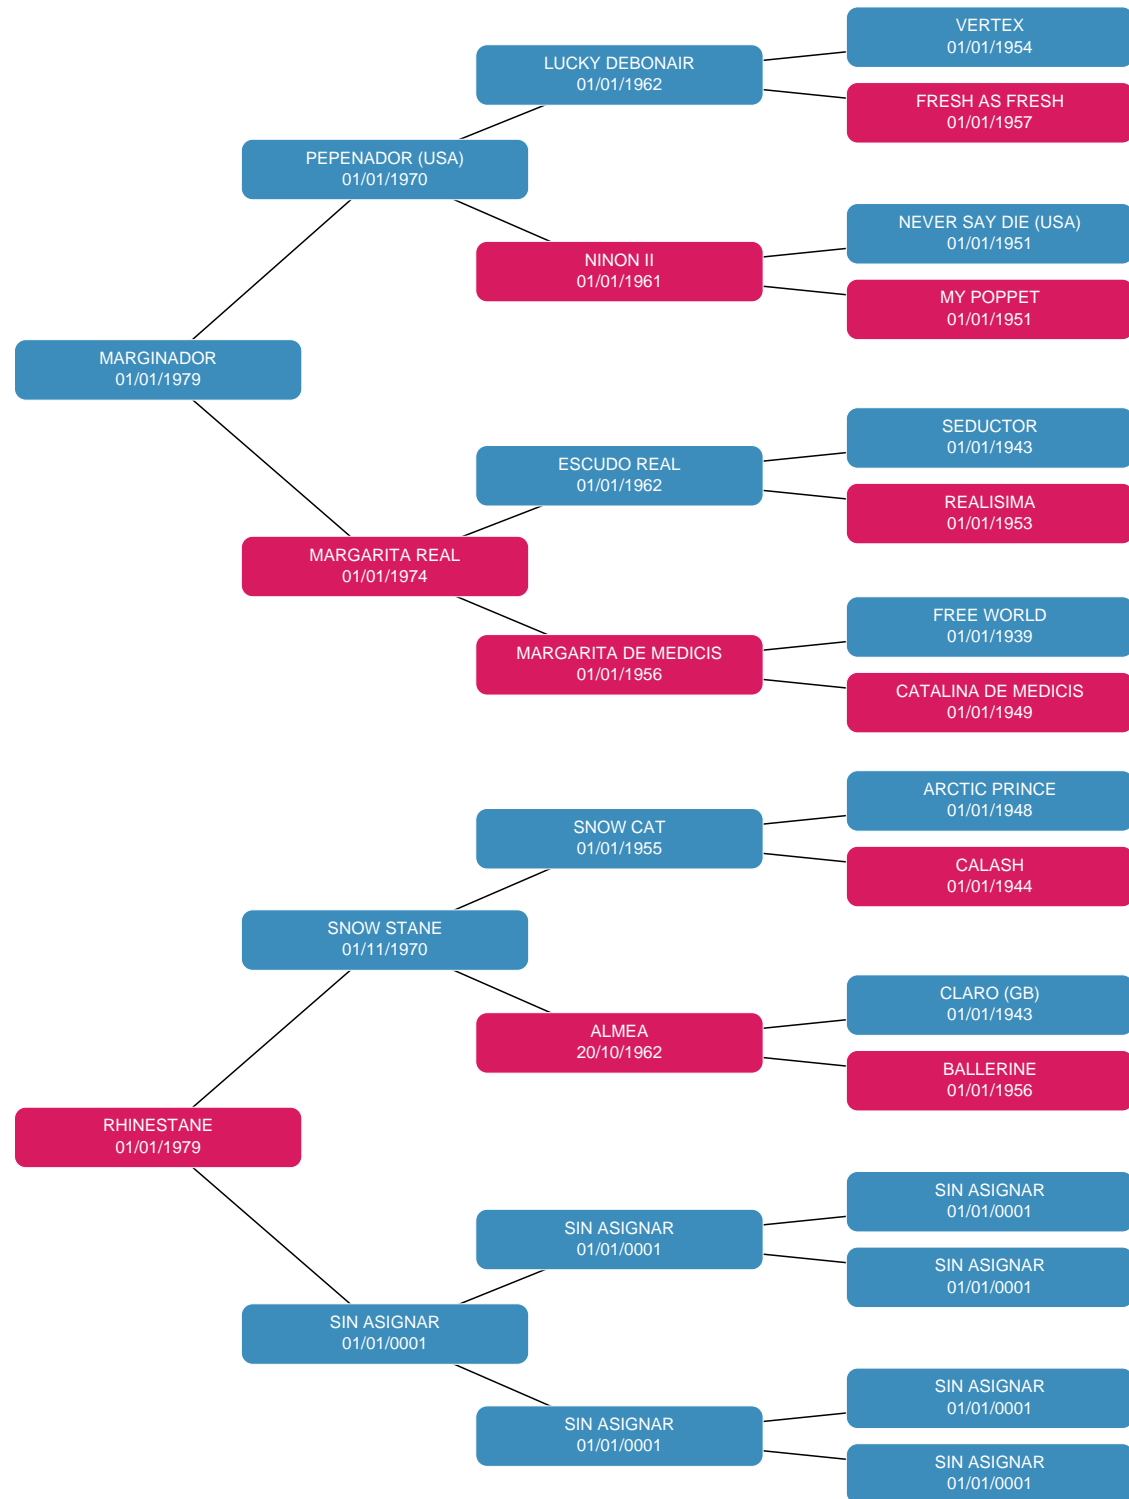 VERTEX
01/01/1954
LUCKY DEBONAIR
01/01/1962
FRESH AS FRESH
01/01/1957
PEPENADOR (USA)
01/01/1970
NEVER SAY DIE (USA)
01/01/1951
NINON II
01/01/1961
MY POPPET
01/01/1951
MARGINADOR
01/01/1979
SEDUCTOR
01/01/1943
ESCUDO REAL
01/01/1962
REALISIMA
01/01/1953
MARGARITA REAL
01/01/1974
FREE WORLD
01/01/1939
MARGARITA DE MEDICIS
01/01/1956
CATALINA DE MEDICIS
01/01/1949
ARCTIC PRINCE
01/01/1948
SNOW CAT
01/01/1955
CALASH
01/01/1944
SNOW STANE
01/11/1970
CLARO (GB)
01/01/1943
ALMEA
20/10/1962
BALLERINE
01/01/1956
RHINESTANE
01/01/1979
SIN ASIGNAR
01/01/0001
SIN ASIGNAR
01/01/0001
SIN ASIGNAR
01/01/0001
SIN ASIGNAR
01/01/0001
SIN ASIGNAR
01/01/0001
SIN ASIGNAR
01/01/0001
SIN ASIGNAR
01/01/0001